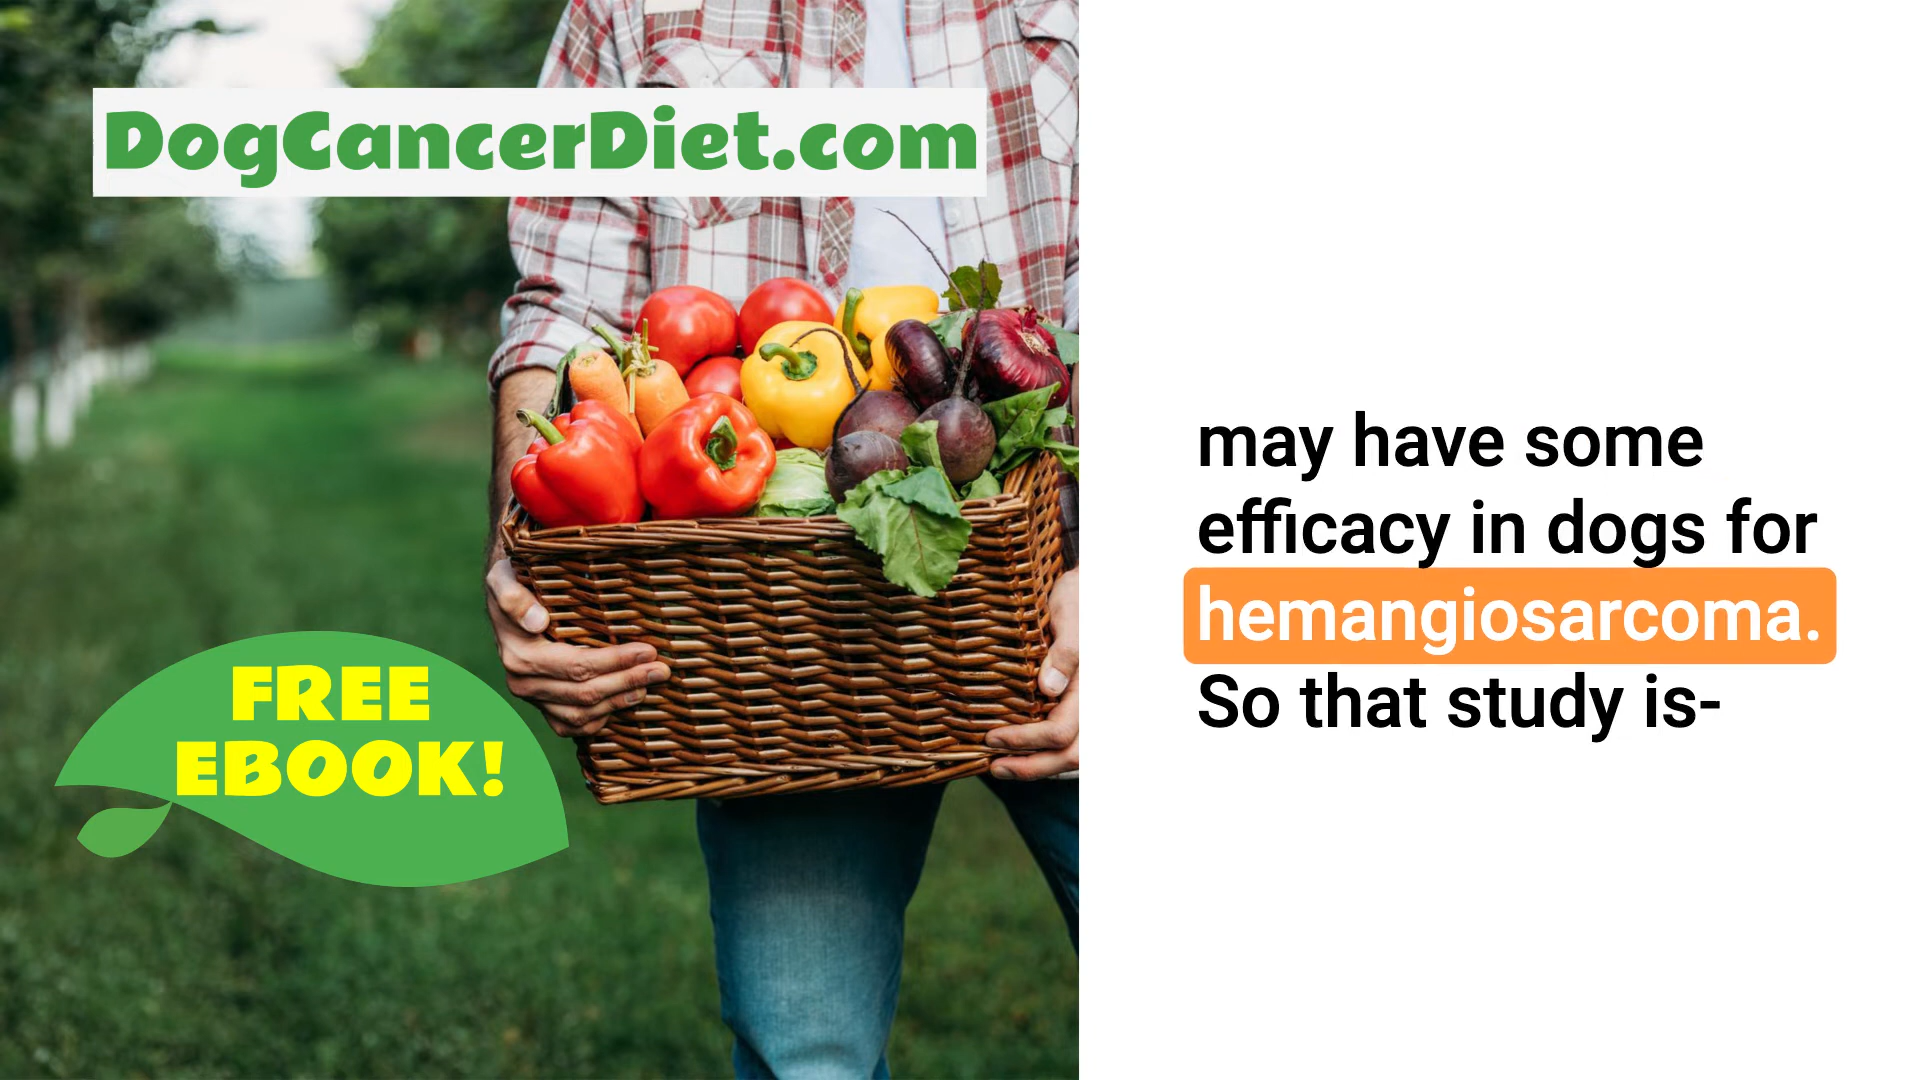 DogCancerDiet.com
FREE
EBOOK!
may have some
efficacy in dogs for
hemangiosarcoma.
So that study is-